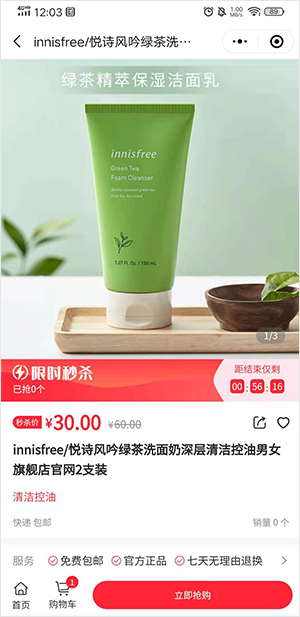 4G 12:03 1.00 KB/s 89
innisfree/悦诗风吟绿茶洗…
绿茶精萃保湿洁面乳
innisfree
Green Tea
Foam Cleanser
5.07 fl. Oz. / 150 mL
1/3
限时秒杀
已抢0个
距结束仅剩
00:56:16
秒杀价 ¥30.00 ¥60.00
innisfree/悦诗风吟绿茶洗面奶深层清洁控油男女
旗舰店官网2支装
清洁控油
快递 包邮 销量 0 个
服务 免费包邮 官方正品 七天无理由退换
首页 购物车 1 立即抢购